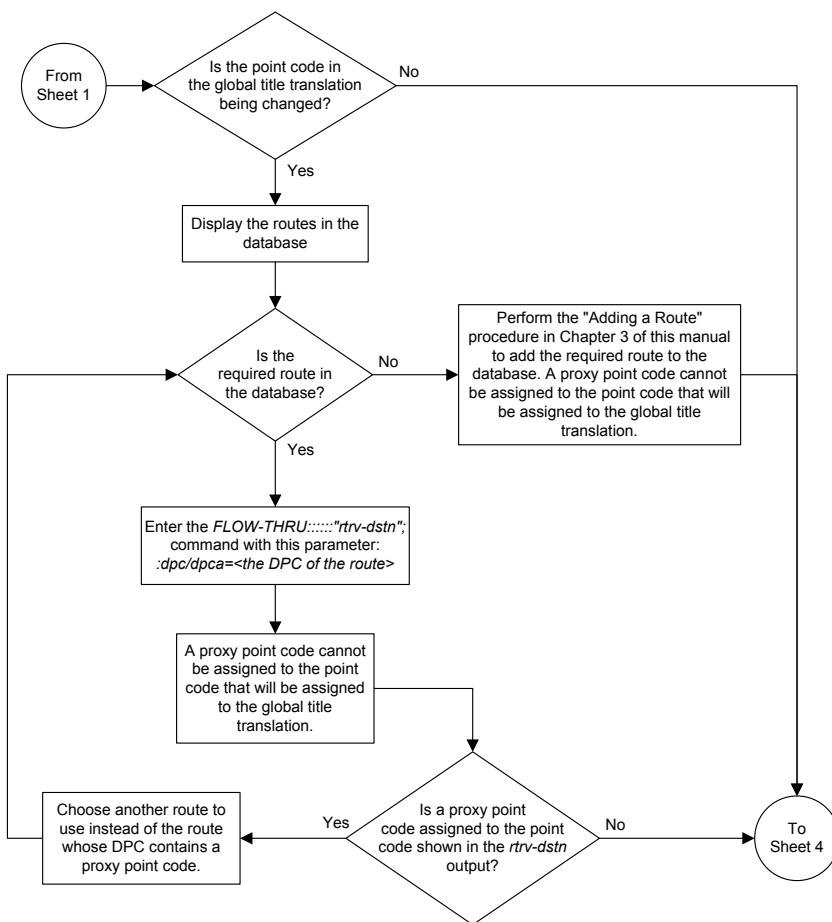 From
Sheet 1
Is the point code in
the global title translation
being changed?
No
Yes
Display the routes in the
database
Is the
required route in
the database?
No
Perform the "Adding a Route"
procedure in Chapter 3 of this manual
to add the required route to the
database. A proxy point code cannot
be assigned to the point code that will
be assigned to the global title
translation.
Yes
Enter the FLOW-THRU::::::"rtrv-dstn";
command with this parameter:
:dpc/dpca=<the DPC of the route>
A proxy point code cannot
be assigned to the point
code that will be assigned
to the global title
translation.
Is a proxy point
code assigned to the point
code shown in the rtrv-dstn
output?
Yes
Choose another route to
use instead of the route
whose DPC contains a
proxy point code.
No
To
Sheet 4